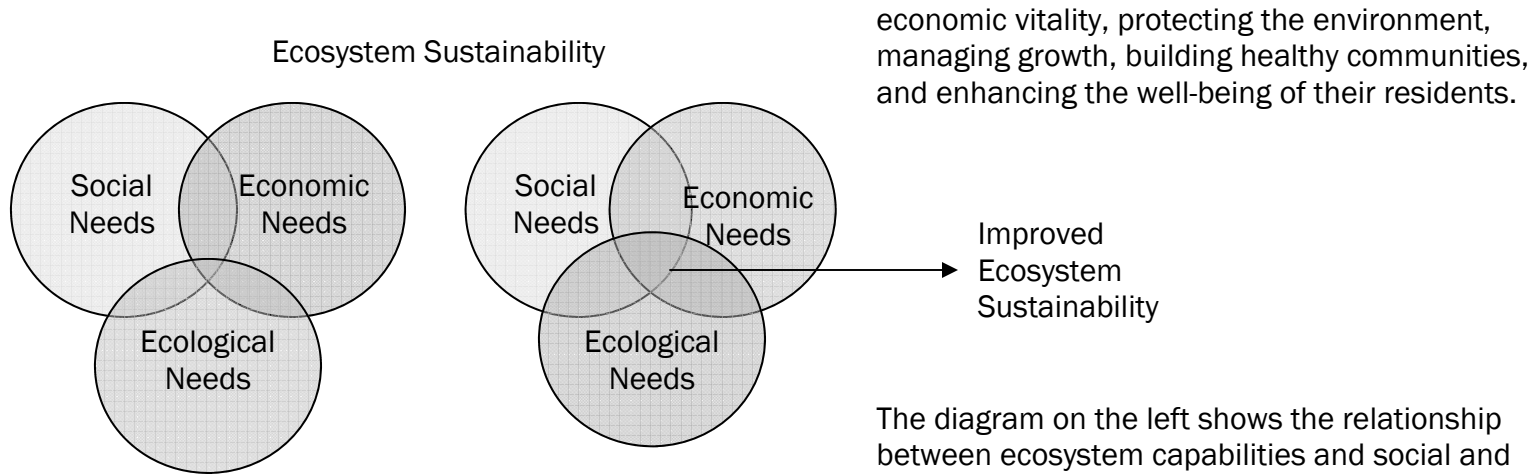 Ecosystem Sustainability
Social
Needs
Economic
Needs
Ecological
Needs
Social
Needs
Economic
Needs
Ecological
Needs
Improved
Ecosystem
Sustainability
economic vitality, protecting the environment,
managing growth, building healthy communities,
and enhancing the well-being of their residents.
The diagram on the left shows the relationship
between ecosystem capabilities and social and